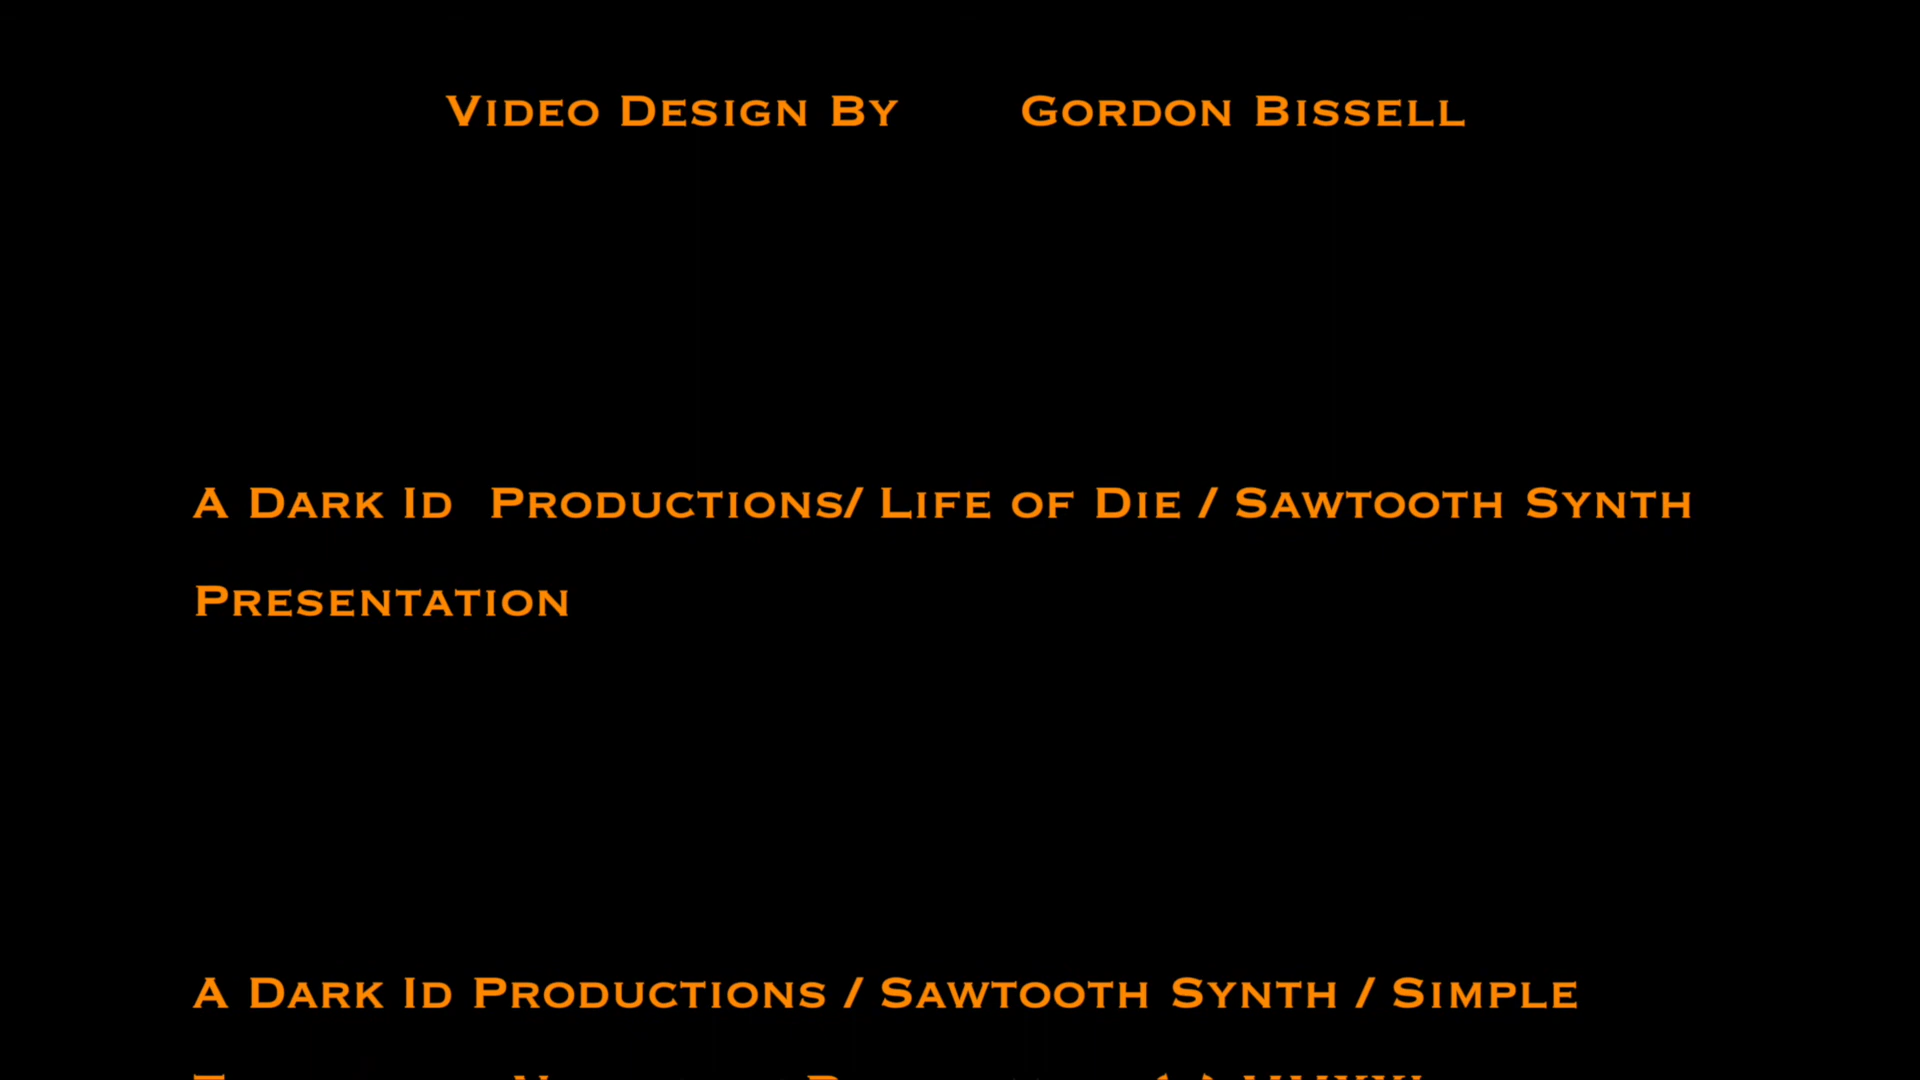 Video Design By Gordon Bissell
A Dark Id Productions/ Life of Die / Sawtooth Synth
Presentation
A Dark Id Productions / Sawtooth Synth / Simple